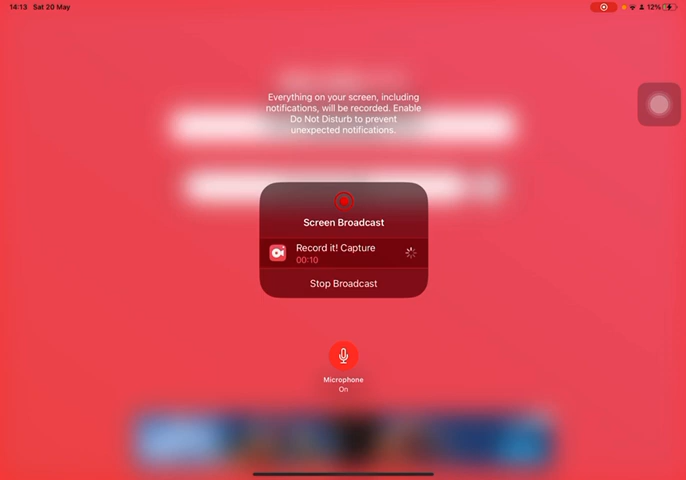 14:13 Sat 20 May
12%
Everything on your screen, including
notifications, will be recorded. Enable
Do Not Disturb to prevent
unexpected notifications.
Screen Broadcast
Record it! Capture
00:10
Stop Broadcast
Microphone
On